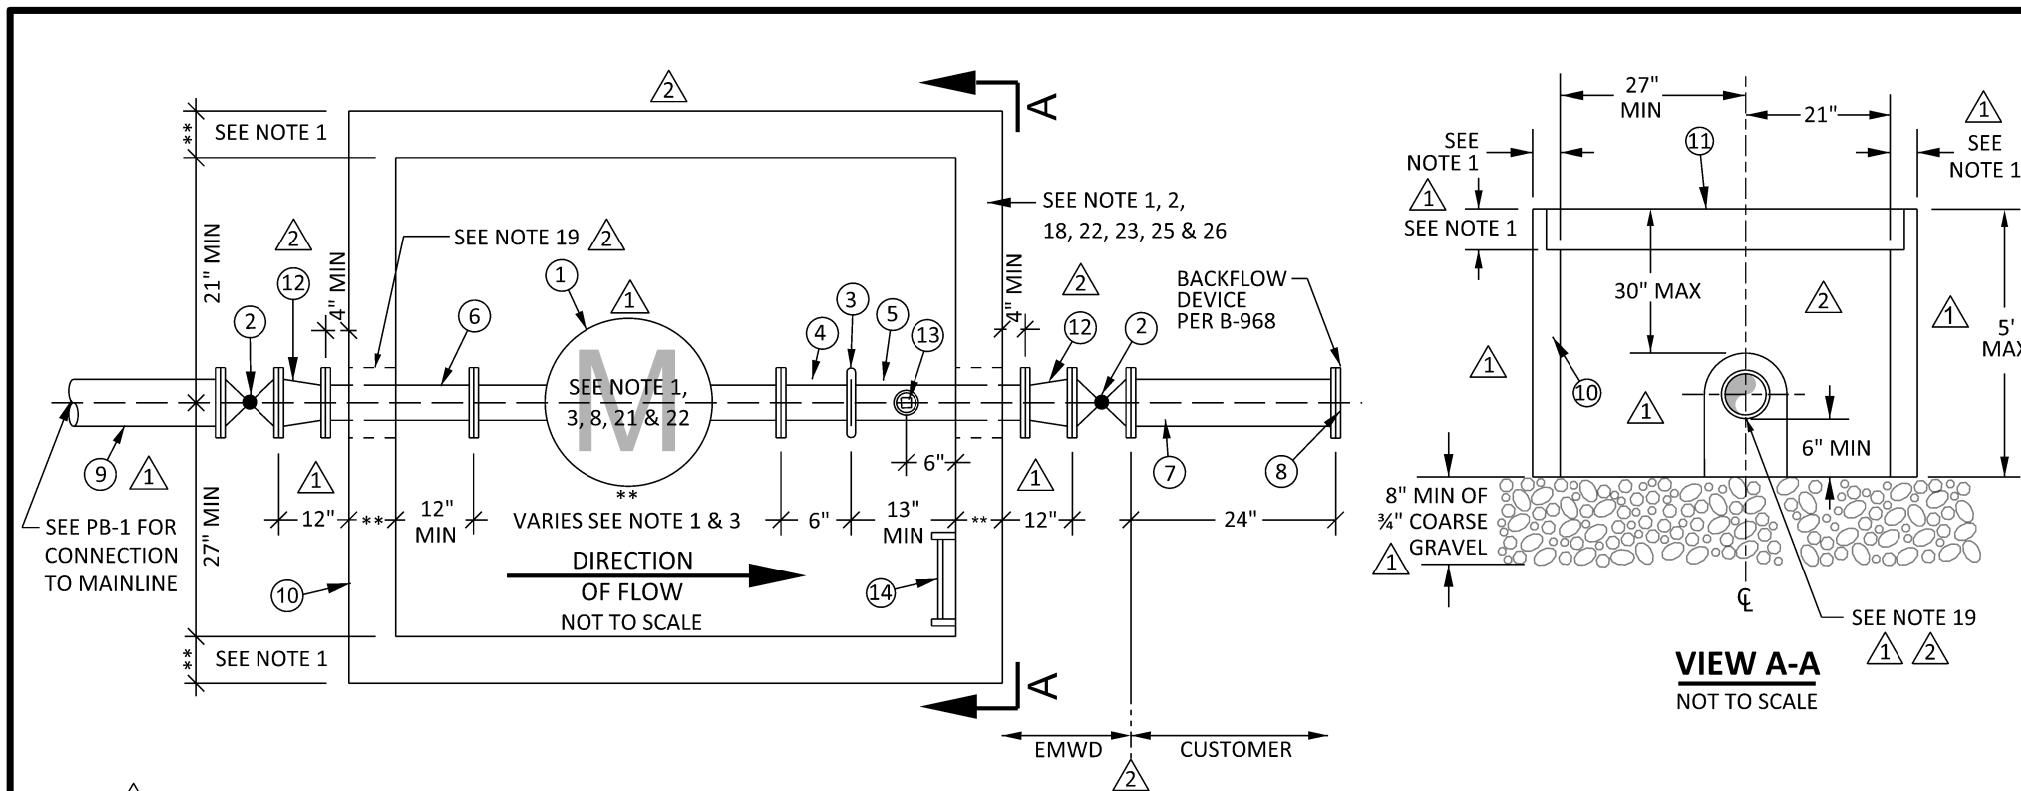 2
A
**
SEE NOTE 1
21" MIN
2
12
4" MIN
SEE NOTE 19
2
1
1
SEE NOTE 1, 2,
18, 22, 23, 25 & 26
4" MIN
2
BACKFLOW
DEVICE
PER B-968
2
6
4
3
5
13
12
2
SEE NOTE 1,
3, 8, 21 & 22
M
9
1
1
6"
1
7
8
SEE PB-1 FOR
CONNECTION
TO MAINLINE
27" MIN
12"
**
12"
MIN
**
VARIES SEE NOTE 1 & 3
6"
13"
MIN
**
12"
24"
DIRECTION
OF FLOW
NOT TO SCALE
10
14
**
SEE NOTE 1
A
EMWD
CUSTOMER
2
27"
MIN
21"
1
SEE
NOTE 1
11
SEE
NOTE 1
1
SEE NOTE 1
30" MAX
2
1
5'
MAX
1
10
1
6" MIN
8" MIN OF
¾" COARSE
GRAVEL
1
CL
SEE NOTE 19
1
2
VIEW A-A
NOT TO SCALE